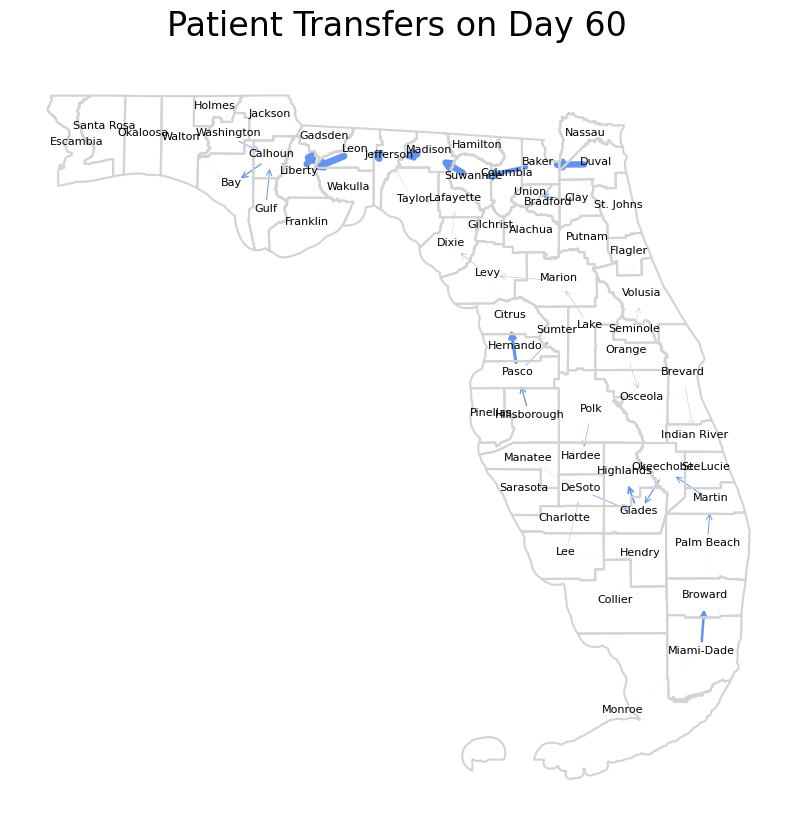 Patient Transfers on Day 60
Holmes
Jackson
Santa Rosa
Okaloosa
Walton
Washington
Escambia
Calhoun
Gadsden
Leon
Jefferson
Madison
Hamilton
Nassau
Liberty
Bay
Gulf
Wakulla
Franklin
Taylor
Lafayette
Suwannee
Columbia
Baker
Duval
Union
Bradford
Clay
St. Johns
Dixie
Gilchrist
Alachua
Putnam
Flagler
Levy
Marion
Volusia
Citrus
Sumter
Lake
Seminole
Hernando
Orange
Pasco
Brevard
Osceola
Pinellas
Hillsborough
Polk
Indian River
Manatee
Hardee
Highlands
Okeechobee
St. Lucie
Sarasota
DeSoto
Martin
Charlotte
Glades
Lee
Hendry
Palm Beach
Collier
Broward
Miami-Dade
Monroe